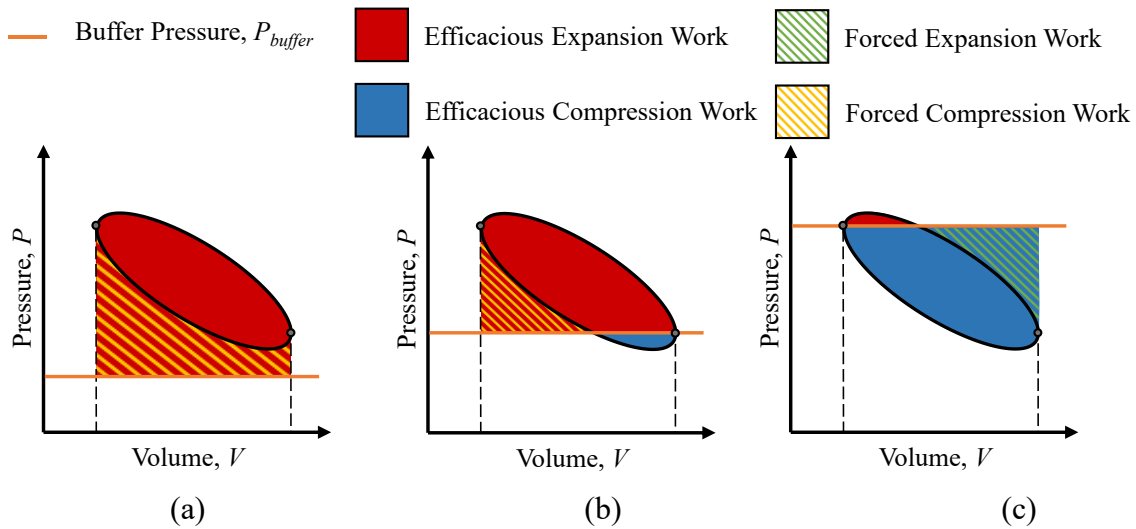 Buffer Pressure, P_buffer
Efficacious Expansion Work
Forced Expansion Work
Efficacious Compression Work
Forced Compression Work
Pressure, P
Volume, V
(a)
Pressure, P
Volume, V
(b)
Pressure, P
Volume, V
(c)